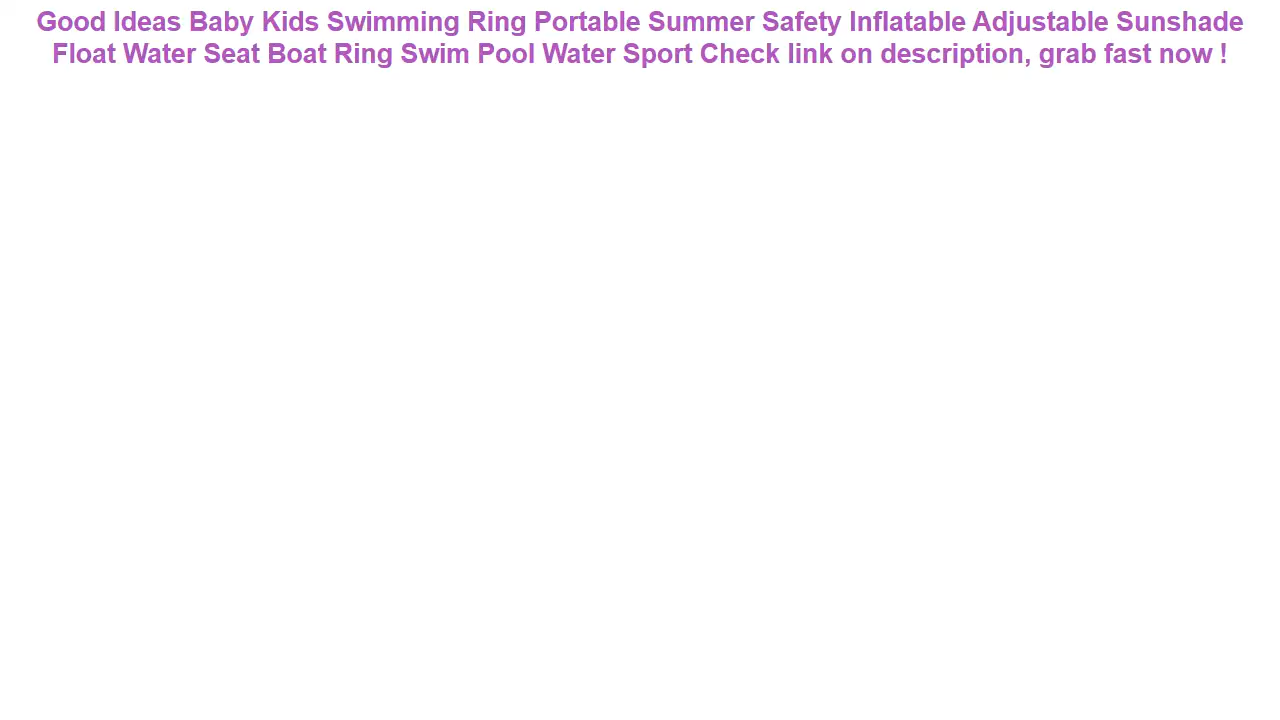 Good Ideas Baby Kids Swimming Ring Portable Summer Safety Inflatable Adjustable Sunshade
Float Water Seat Boat Ring Swim Pool Water Sport Check link on description, grab fast now !